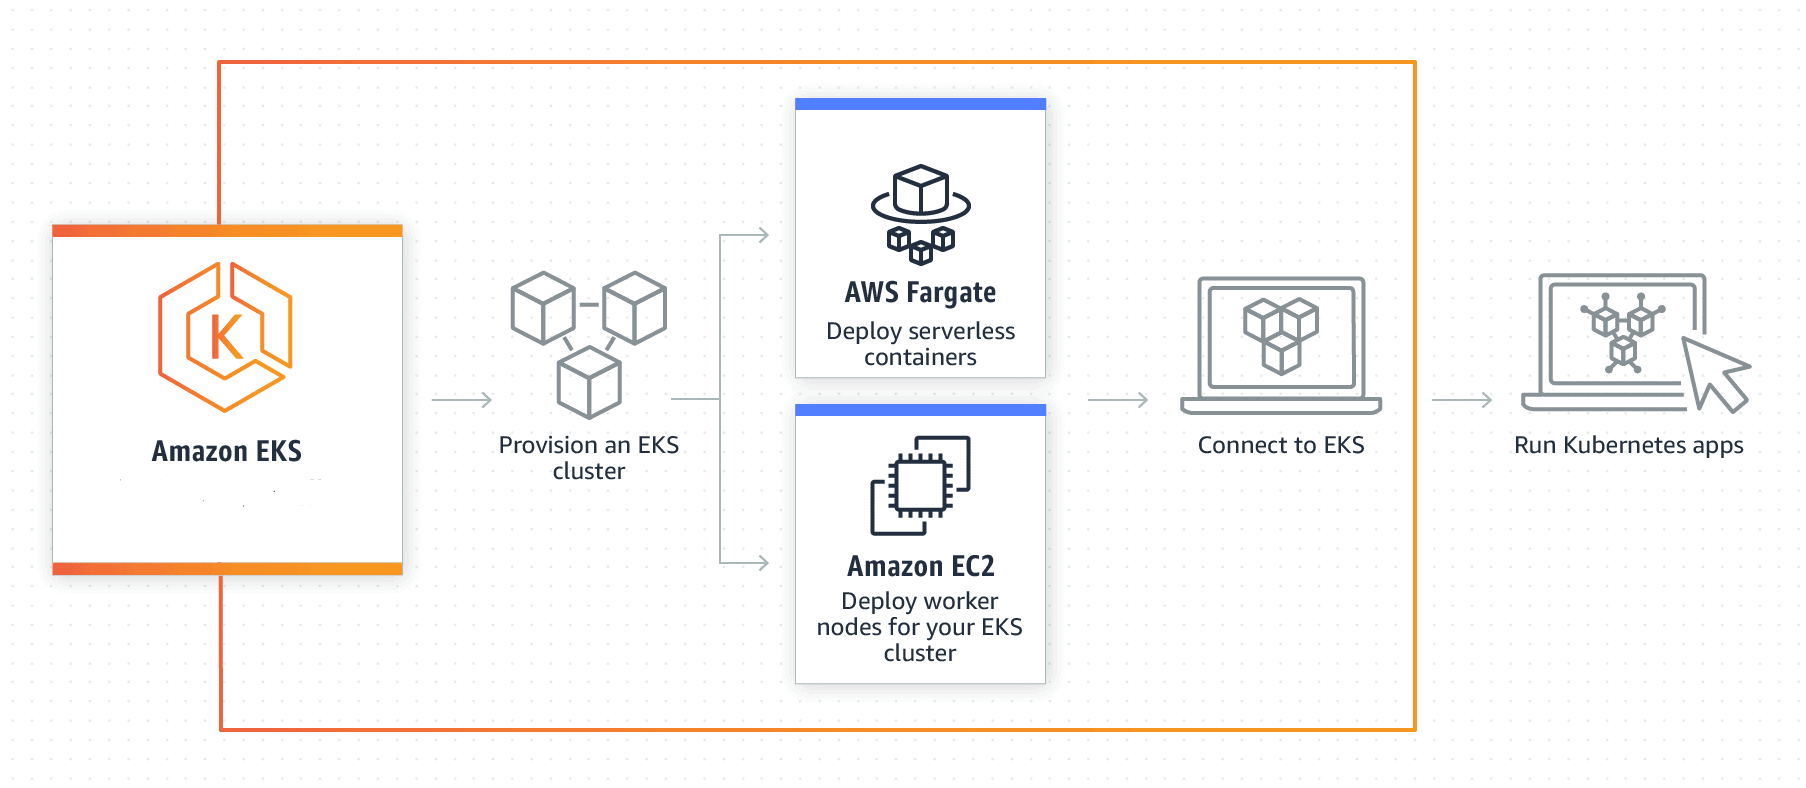 K
Amazon EKS
Provision an EKS
cluster
AWS Fargate
Deploy serverless
containers
Amazon EC2
Deploy worker
nodes for your EKS
cluster
Connect to EKS
Run Kubernetes apps